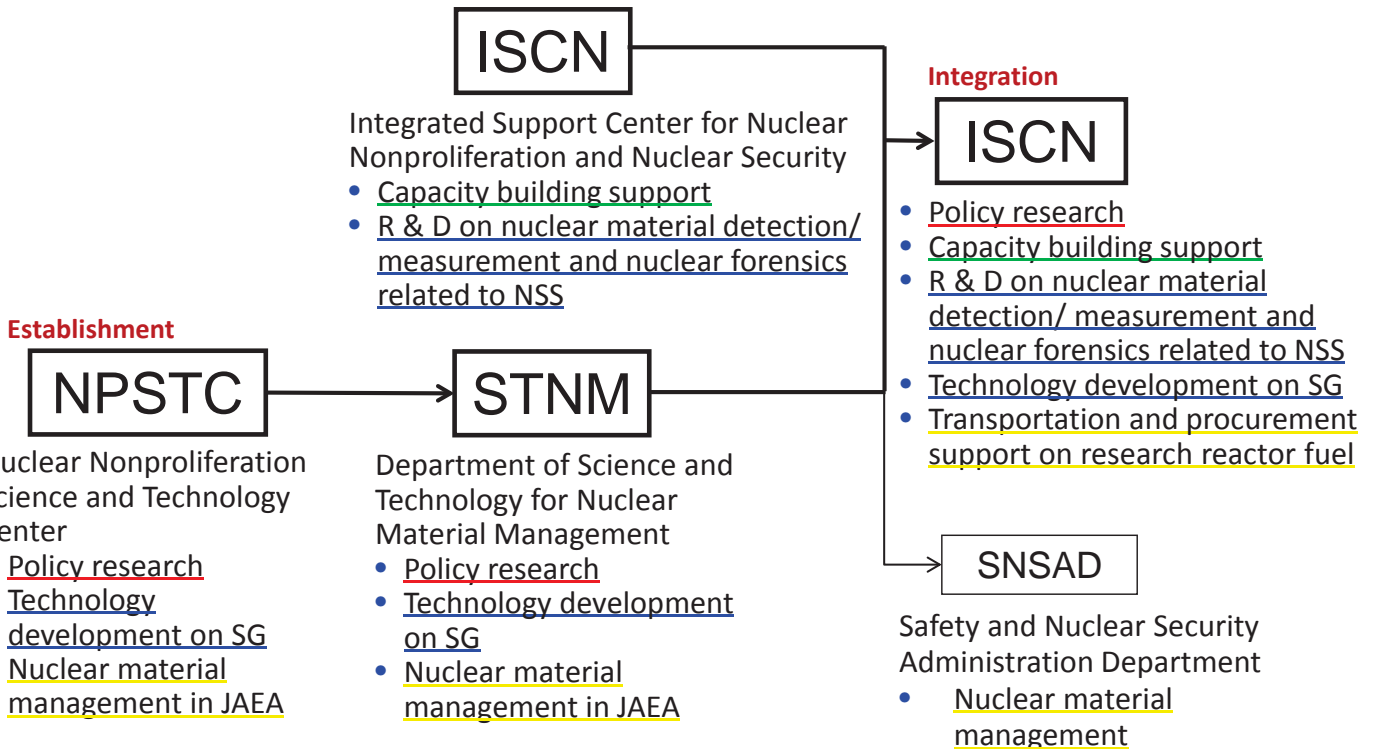 ISCN
Integrated Support Center for Nuclear
Nonproliferation and Nuclear Security
• Capacity building support
• R & D on nuclear material detection/
measurement and nuclear forensics
related to NSS
Integration
ISCN
• Policy research
• Capacity building support
• R & D on nuclear material
detection/ measurement and
nuclear forensics related to NSS
• Technology development on SG
• Transportation and procurement
support on research reactor fuel
Establishment
NPSTC
uclear Nonproliferation
cience and Technology
enter
Policy research
Technology
development on SG
Nuclear material
management in JAEA
STNM
Department of Science and
Technology for Nuclear
Material Management
• Policy research
• Technology development
on SG
• Nuclear material
management in JAEA
SNSAD
Safety and Nuclear Security
Administration Department
• Nuclear material
management